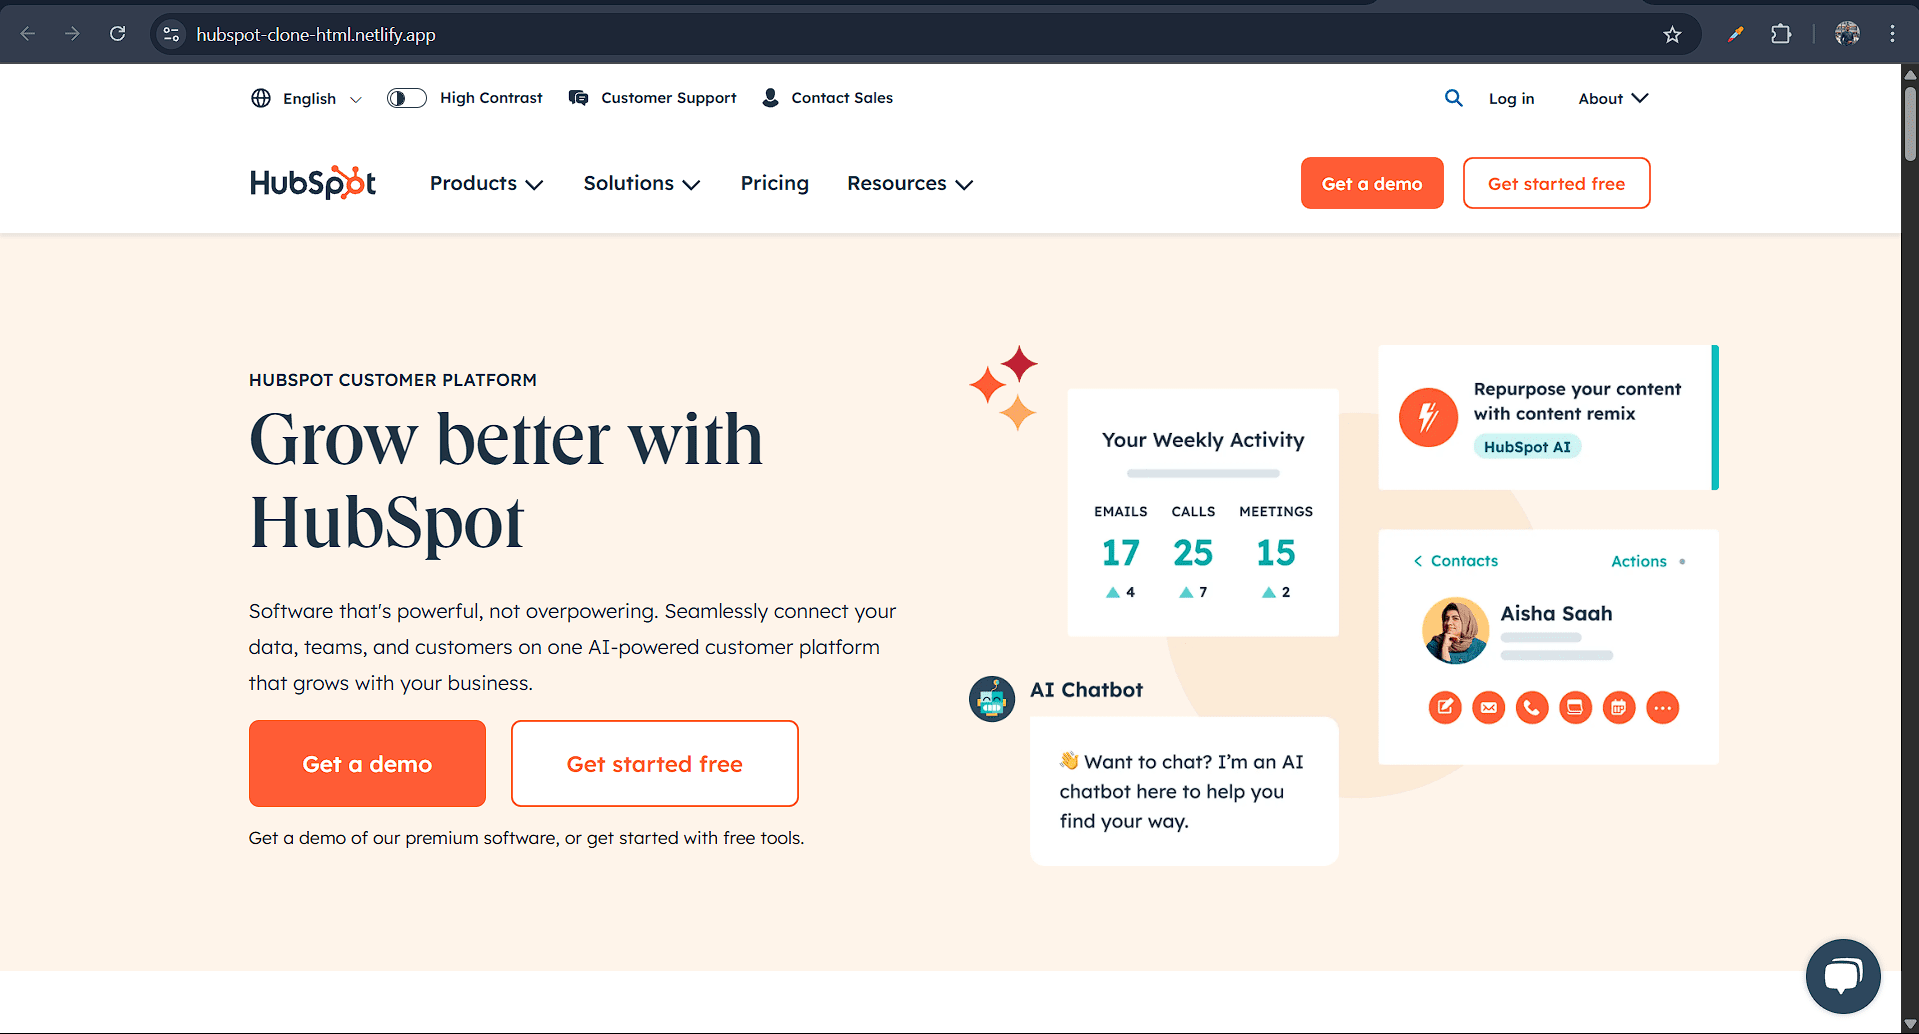 hubspot-clone-html.netlify.app
English
High Contrast
Customer Support
Contact Sales
Log in
About
HubSpot
Products
Solutions
Pricing
Resources
Get a demo
Get started free
HUBSPOT CUSTOMER PLATFORM
Grow better with
HubSpot
Software that's powerful, not overpowering. Seamlessly connect your
data, teams, and customers on one AI-powered customer platform
that grows with your business.
Get a demo
Get started free
Get a demo of our premium software, or get started with free tools.
Your Weekly Activity
EMAILS CALLS MEETINGS
17 25 15
4 7 2
AI Chatbot
👋 Want to chat? I’m an AI
chatbot here to help you
find your way.
Repurpose your content
with content remix
HubSpot AI
Contacts
Actions
Aisha Saah